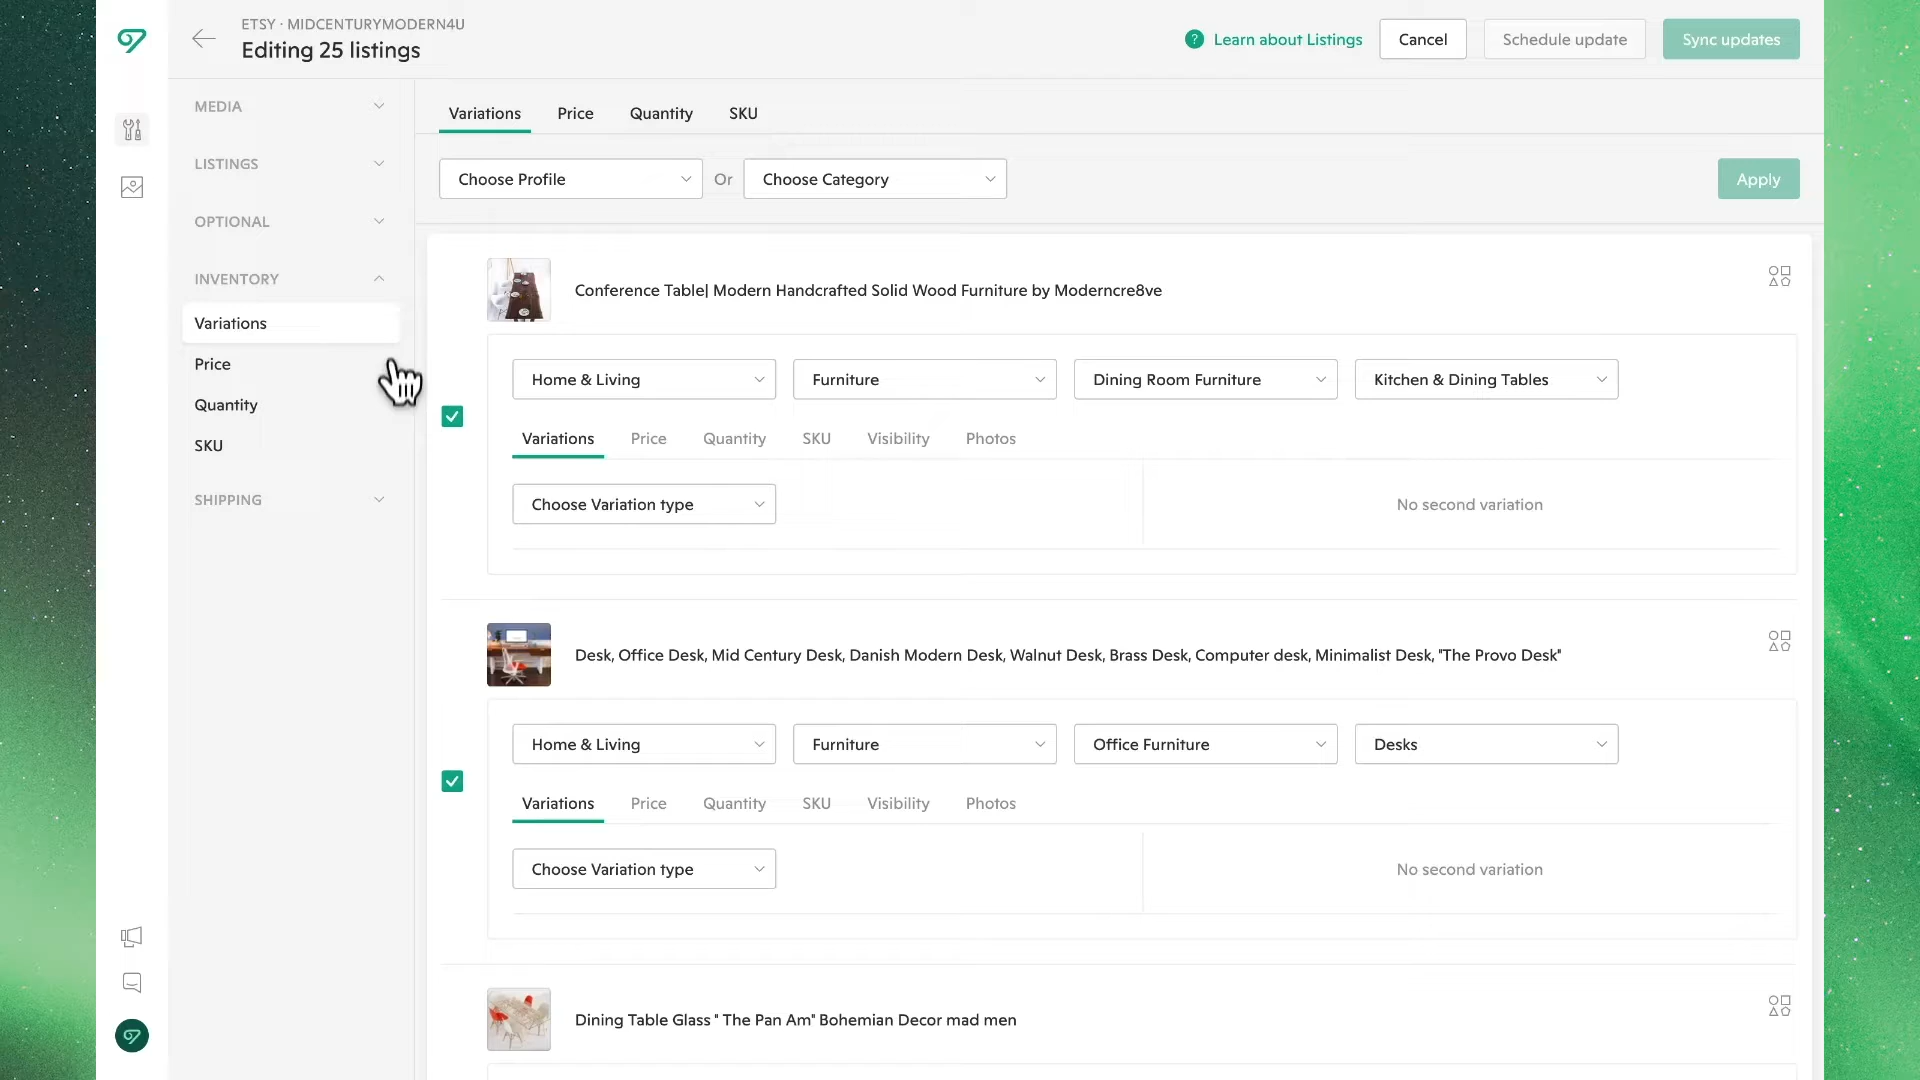 ETSY · MIDCENTURYMODERN4U
Editing 25 listings
? Learn about Listings
Cancel
Schedule update
Sync updates
MEDIA
LISTINGS
OPTIONAL
INVENTORY
Variations
Price
Quantity
SKU
SHIPPING
Variations Price Quantity SKU
Choose Profile Or Choose Category Apply
Conference Table| Modern Handcrafted Solid Wood Furniture by Moderncre8ve
Home & Living Furniture Dining Room Furniture Kitchen & Dining Tables
Variations Price Quantity SKU Visibility Photos
Choose Variation type No second variation
Desk, Office Desk, Mid Century Desk, Danish Modern Desk, Walnut Desk, Brass Desk, Computer desk, Minimalist Desk, "The Provo Desk"
Home & Living Furniture Office Furniture Desks
Variations Price Quantity SKU Visibility Photos
Choose Variation type No second variation
Dining Table Glass " The Pan Am" Bohemian Decor mad men